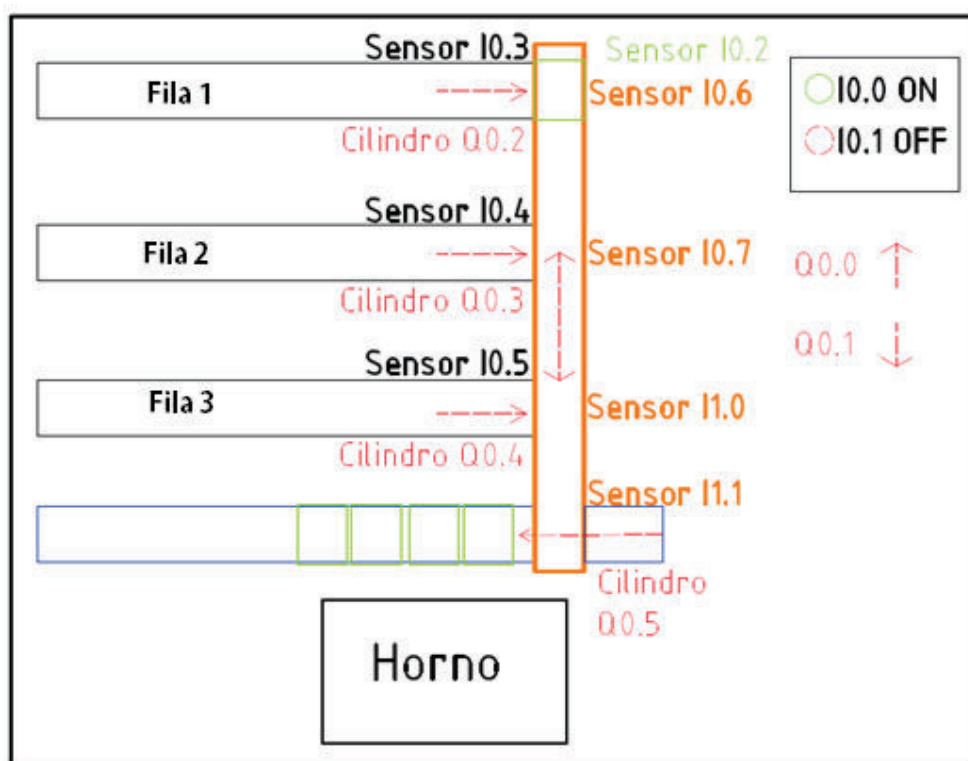 Sensor I0.3
Sensor I0.2
Fila 1
Sensor I0.6
I0.0 ON
Cilindro Q0.2
I0.1 OFF
Sensor I0.4
Fila 2
Sensor I0.7
Q0.0
Cilindro Q0.3
Q0.1
Sensor I0.5
Fila 3
Sensor I1.0
Cilindro Q0.4
Sensor I1.1
Cilindro
Q0.5
Horno